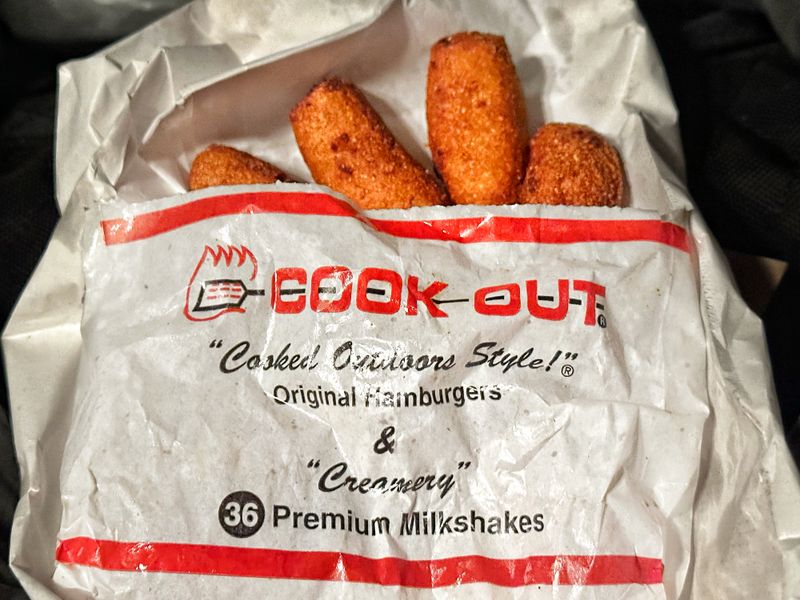 COOK OUT®
“Cooked Outdoors Style!”®
Original Hamburgers
&
“Creamery”
36 Premium Milkshakes